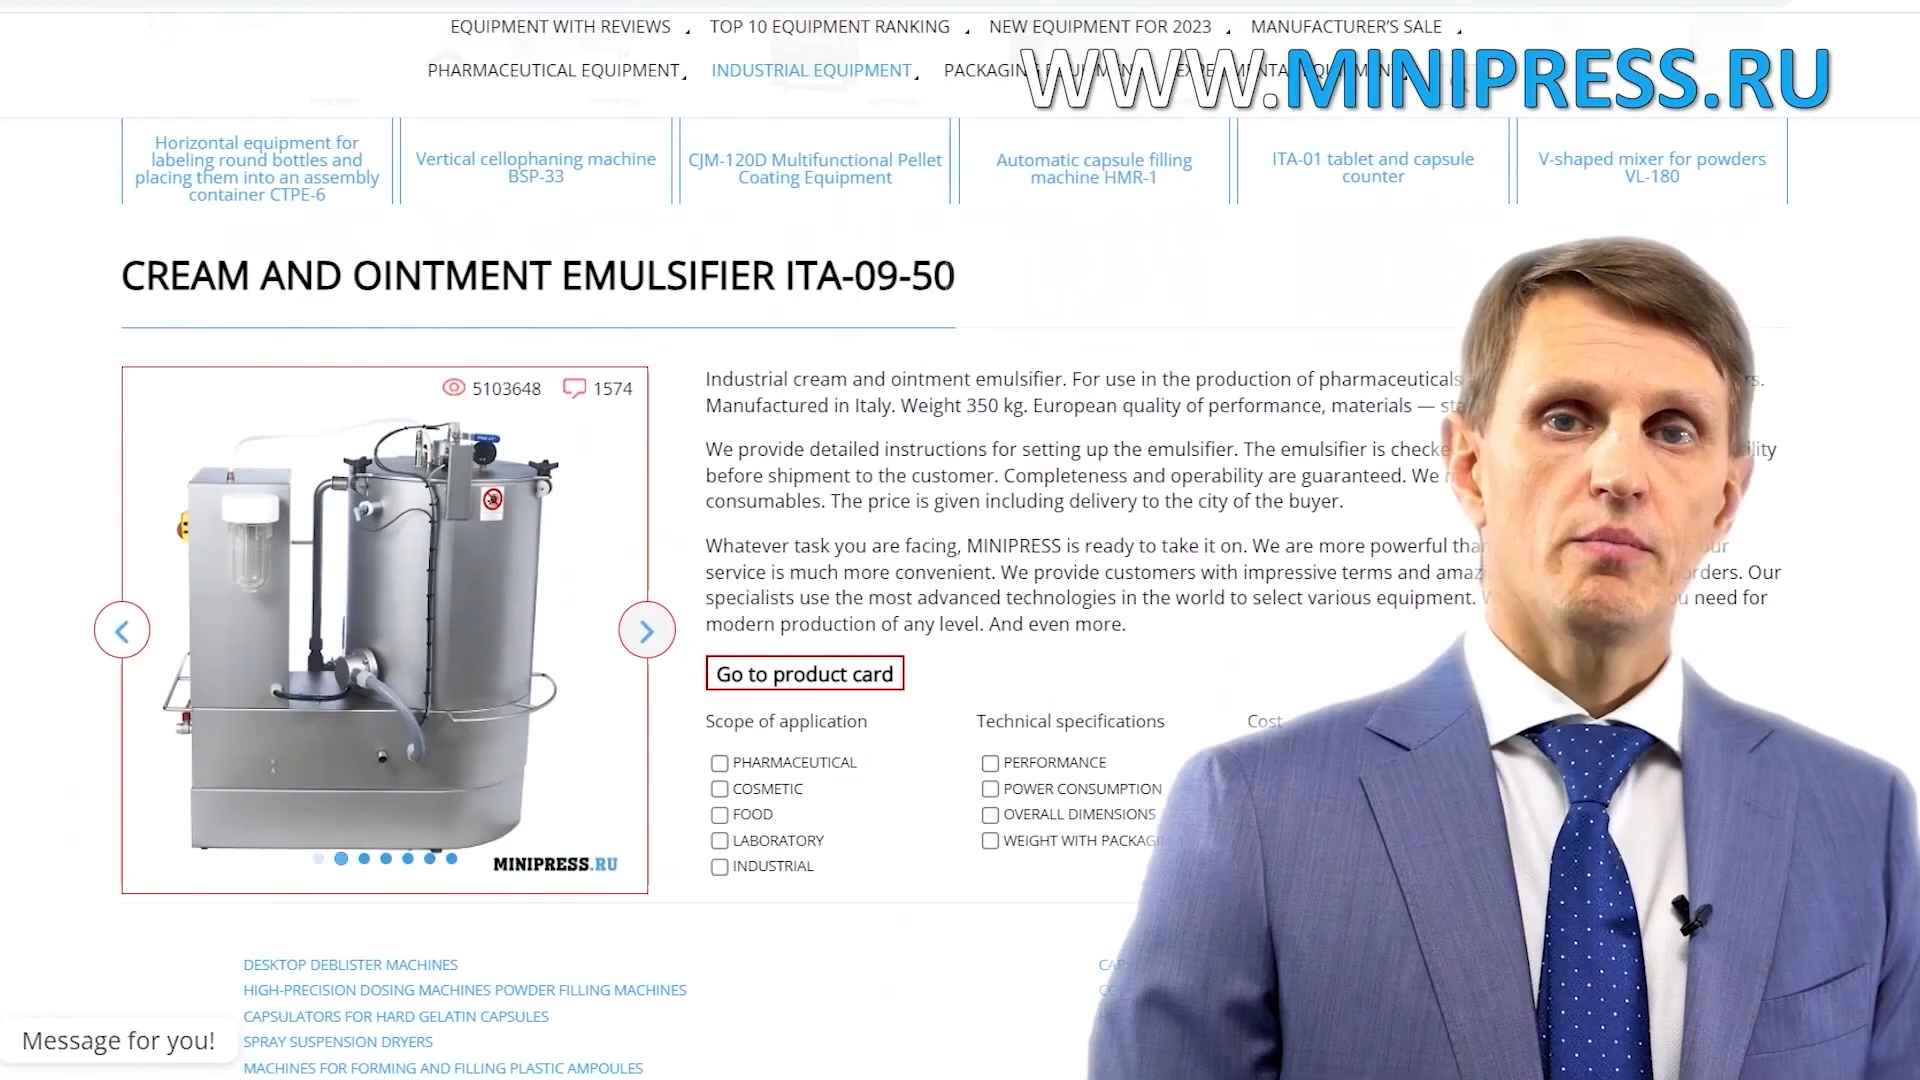 EQUIPMENT WITH REVIEWS TOP 10 EQUIPMENT RANKING NEW EQUIPMENT FOR 2023 MANUFACTURER'S SALE
WWW.MINIPRESS.RU
PHARMACEUTICAL EQUIPMENT INDUSTRIAL EQUIPMENT
Horizontal equipment for
labeling round bottles and
placing them into an assembly
container CTPE-6
Vertical cellophaning machine
BSP-33
CJM-120D Multifunctional Pellet
Coating Equipment
Automatic capsule filling
machine HMR-1
ITA-01 tablet and capsule
counter
V-shaped mixer for powders
VL-180
CREAM AND OINTMENT EMULSIFIER ITA-09-50
5103648 1574
MINIPRESS.RU
Industrial cream and ointment emulsifier. For use in the production of pharmaceuticals
Manufactured in Italy. Weight 350 kg. European quality of performance, materials —
We provide detailed instructions for setting up the emulsifier. The emulsifier is
before shipment to the customer. Completeness and operability are guaranteed. We
consumables. The price is given including delivery to the city of the buyer.
Whatever task you are facing, MINIPRESS is ready to take it on. We are more powerful
service is much more convenient. We provide customers with impressive terms and orders. Our
specialists use the most advanced technologies in the world to select various equipment. need for
modern production of any level. And even more.
Go to product card
Scope of application
PHARMACEUTICAL
COSMETIC
FOOD
LABORATORY
INDUSTRIAL
Technical specifications
PERFORMANCE
POWER CONSUMPTION
OVERALL DIMENSIONS
WEIGHT WITH
Cost
DESKTOP DEBLISTER MACHINES
HIGH-PRECISION DOSING MACHINES POWDER FILLING MACHINES
CAPSULATORS FOR HARD GELATIN CAPSULES
SPRAY SUSPENSION DRYERS
MACHINES FOR FORMING AND FILLING PLASTIC AMPOULES
Message for you!